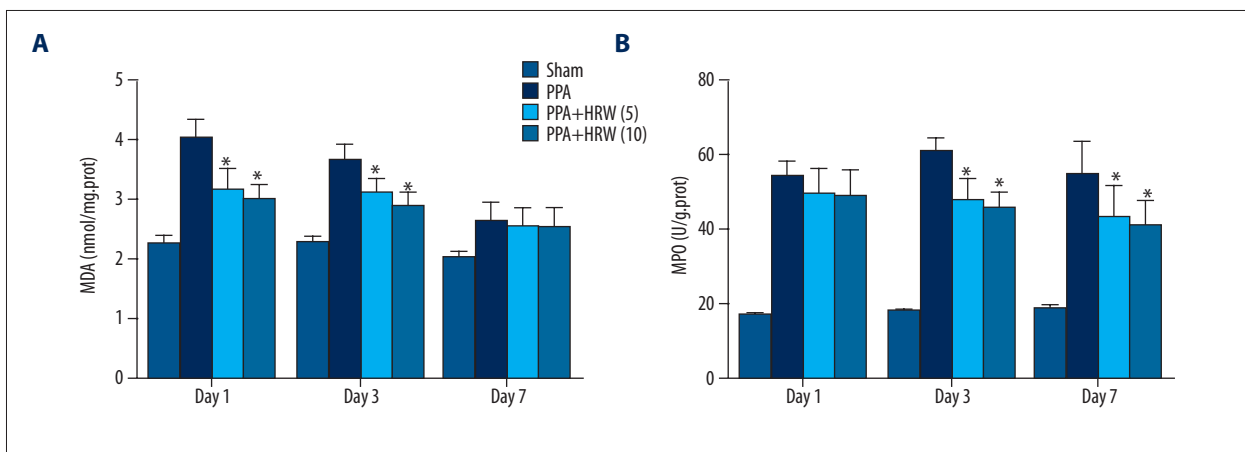 A
B
Sham
PPA
PPA+HRW (5)
PPA+HRW (10)
MDA (nmol/mg.prot)
5
4
3
2
1
0
* *
* *
Day 1
Day 3
Day 7
MPO (U/g.prot)
80
60
40
20
0
* *
* *
Day 1
Day 3
Day 7